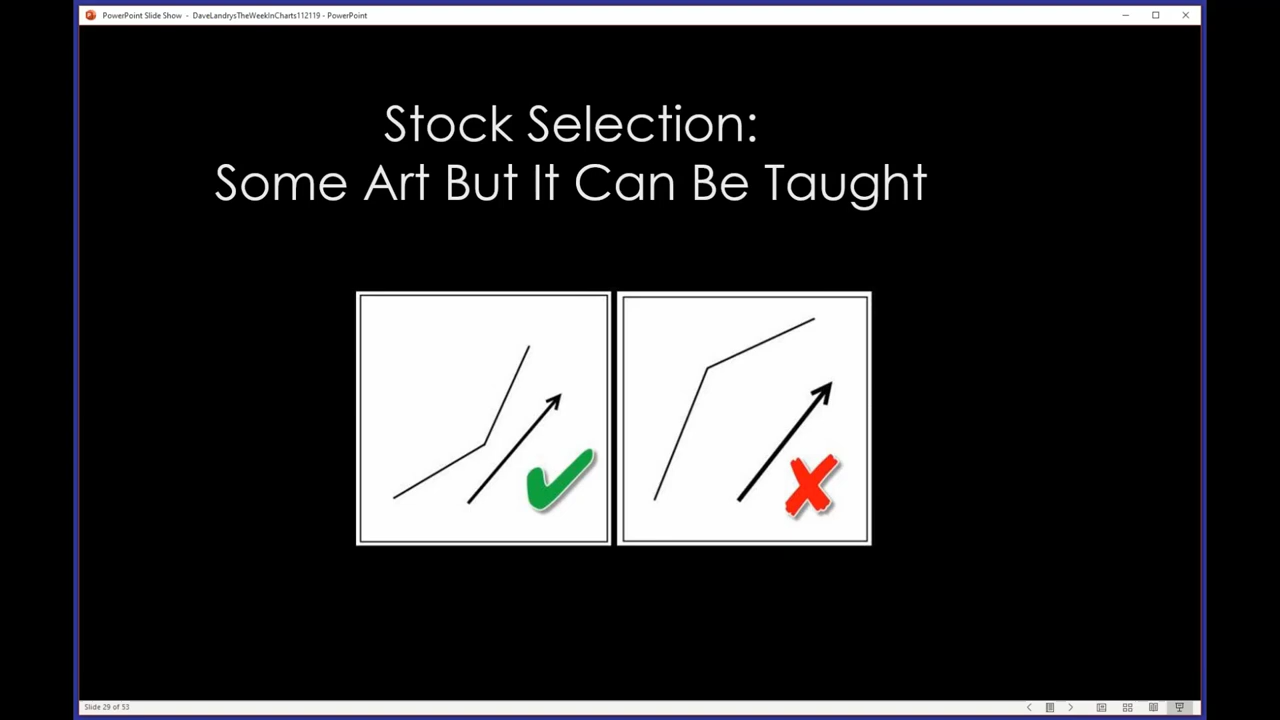 PowerPoint Slide Show - DaveLandrysTheWeekInCharts112119 - PowerPoint
Stock Selection:
Some Art But It Can Be Taught
Slide 29 of 53